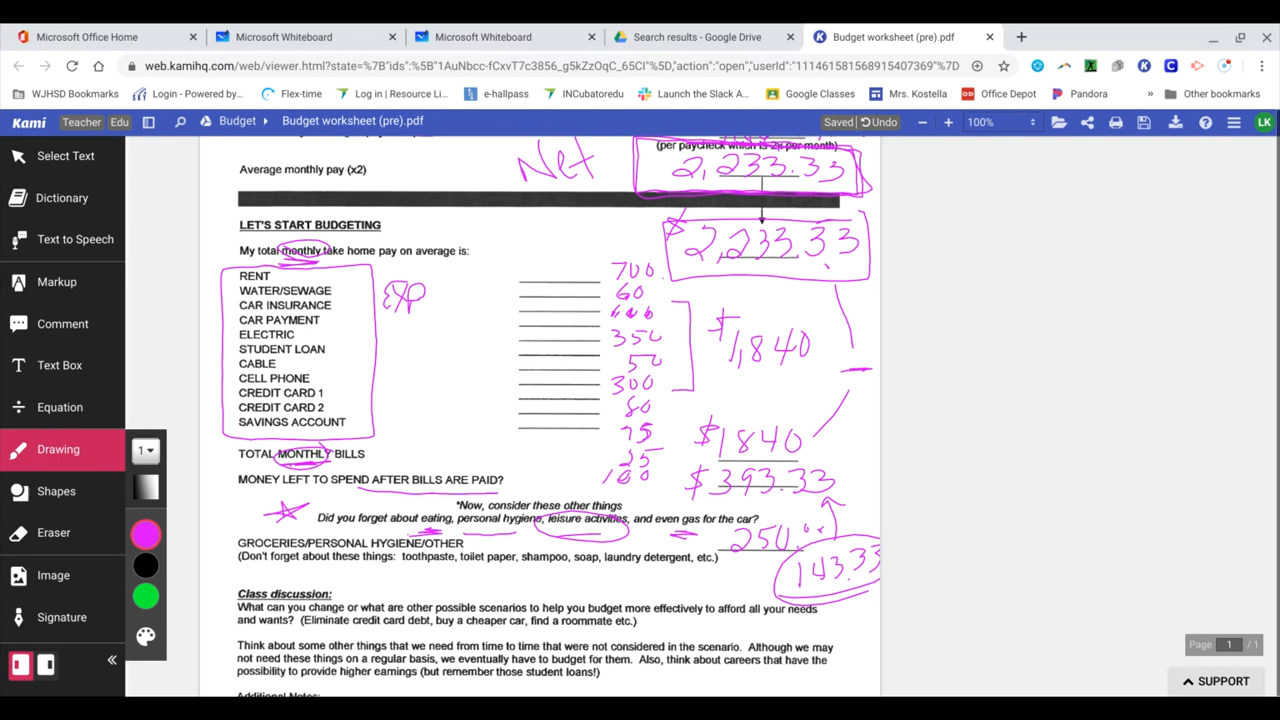 Microsoft Office Home
Microsoft Whiteboard
Microsoft Whiteboard
Search results - Google Drive
Budget worksheet (pre).pdf
web.kamihq.com/web/viewer.html?state=%7B"ids":%5B"1AuNbcc-fCxvT7c3856_g5kZzOqC_65CI"%5D,"action":"open","userId":"111461581568915407369"%7D
WJHSD Bookmarks
Login - Powered by...
Flex-time
Log in | Resource Li...
e-hallpass
INCubatoredu
Launch the Slack A...
Google Classes
Mrs. Kostella
Office Depot
Pandora
»
Other bookmarks
Kami
Teacher
Edu
Budget
Budget worksheet (pre).pdf
Saved
Undo
100%
LK
Select Text
Dictionary
Text to Speech
Markup
Comment
Text Box
Equation
Drawing
Shapes
Eraser
Image
Signature
1
(per paycheck which is 2x per month)
Net
2,233.33
Average monthly pay (x2)
LET'S START BUDGETING
$2,233.33
My total monthly take home pay on average is:
RENT 700
WATER/SEWAGE 60
EXP
CAR INSURANCE
CAR PAYMENT 350
$1,840
ELECTRIC 50
STUDENT LOAN 300
CABLE 80
CELL PHONE 75
CREDIT CARD 1 25
CREDIT CARD 2 100
SAVINGS ACCOUNT
TOTAL MONTHLY BILLS $1840
MONEY LEFT TO SPEND AFTER BILLS ARE PAID? $393.33
*Now, consider these other things
Did you forget about eating, personal hygiene, leisure activities, and even gas for the car?
GROCERIES/PERSONAL HYGIENE/OTHER 250
(Don't forget about these things: toothpaste, toilet paper, shampoo, soap, laundry detergent, etc.)
143.33
Class discussion:
What can you change or what are other possible scenarios to help you budget more effectively to afford all your needs
and wants? (Eliminate credit card debt, buy a cheaper car, find a roommate etc.)
Think about some other things that we need from time to time that were not considered in the scenario. Although we may
not need these things on a regular basis, we eventually have to budget for them. Also, think about careers that have the
possibility to provide higher earnings (but remember those student loans!)
Additional Notes:
Page 1 / 1
SUPPORT